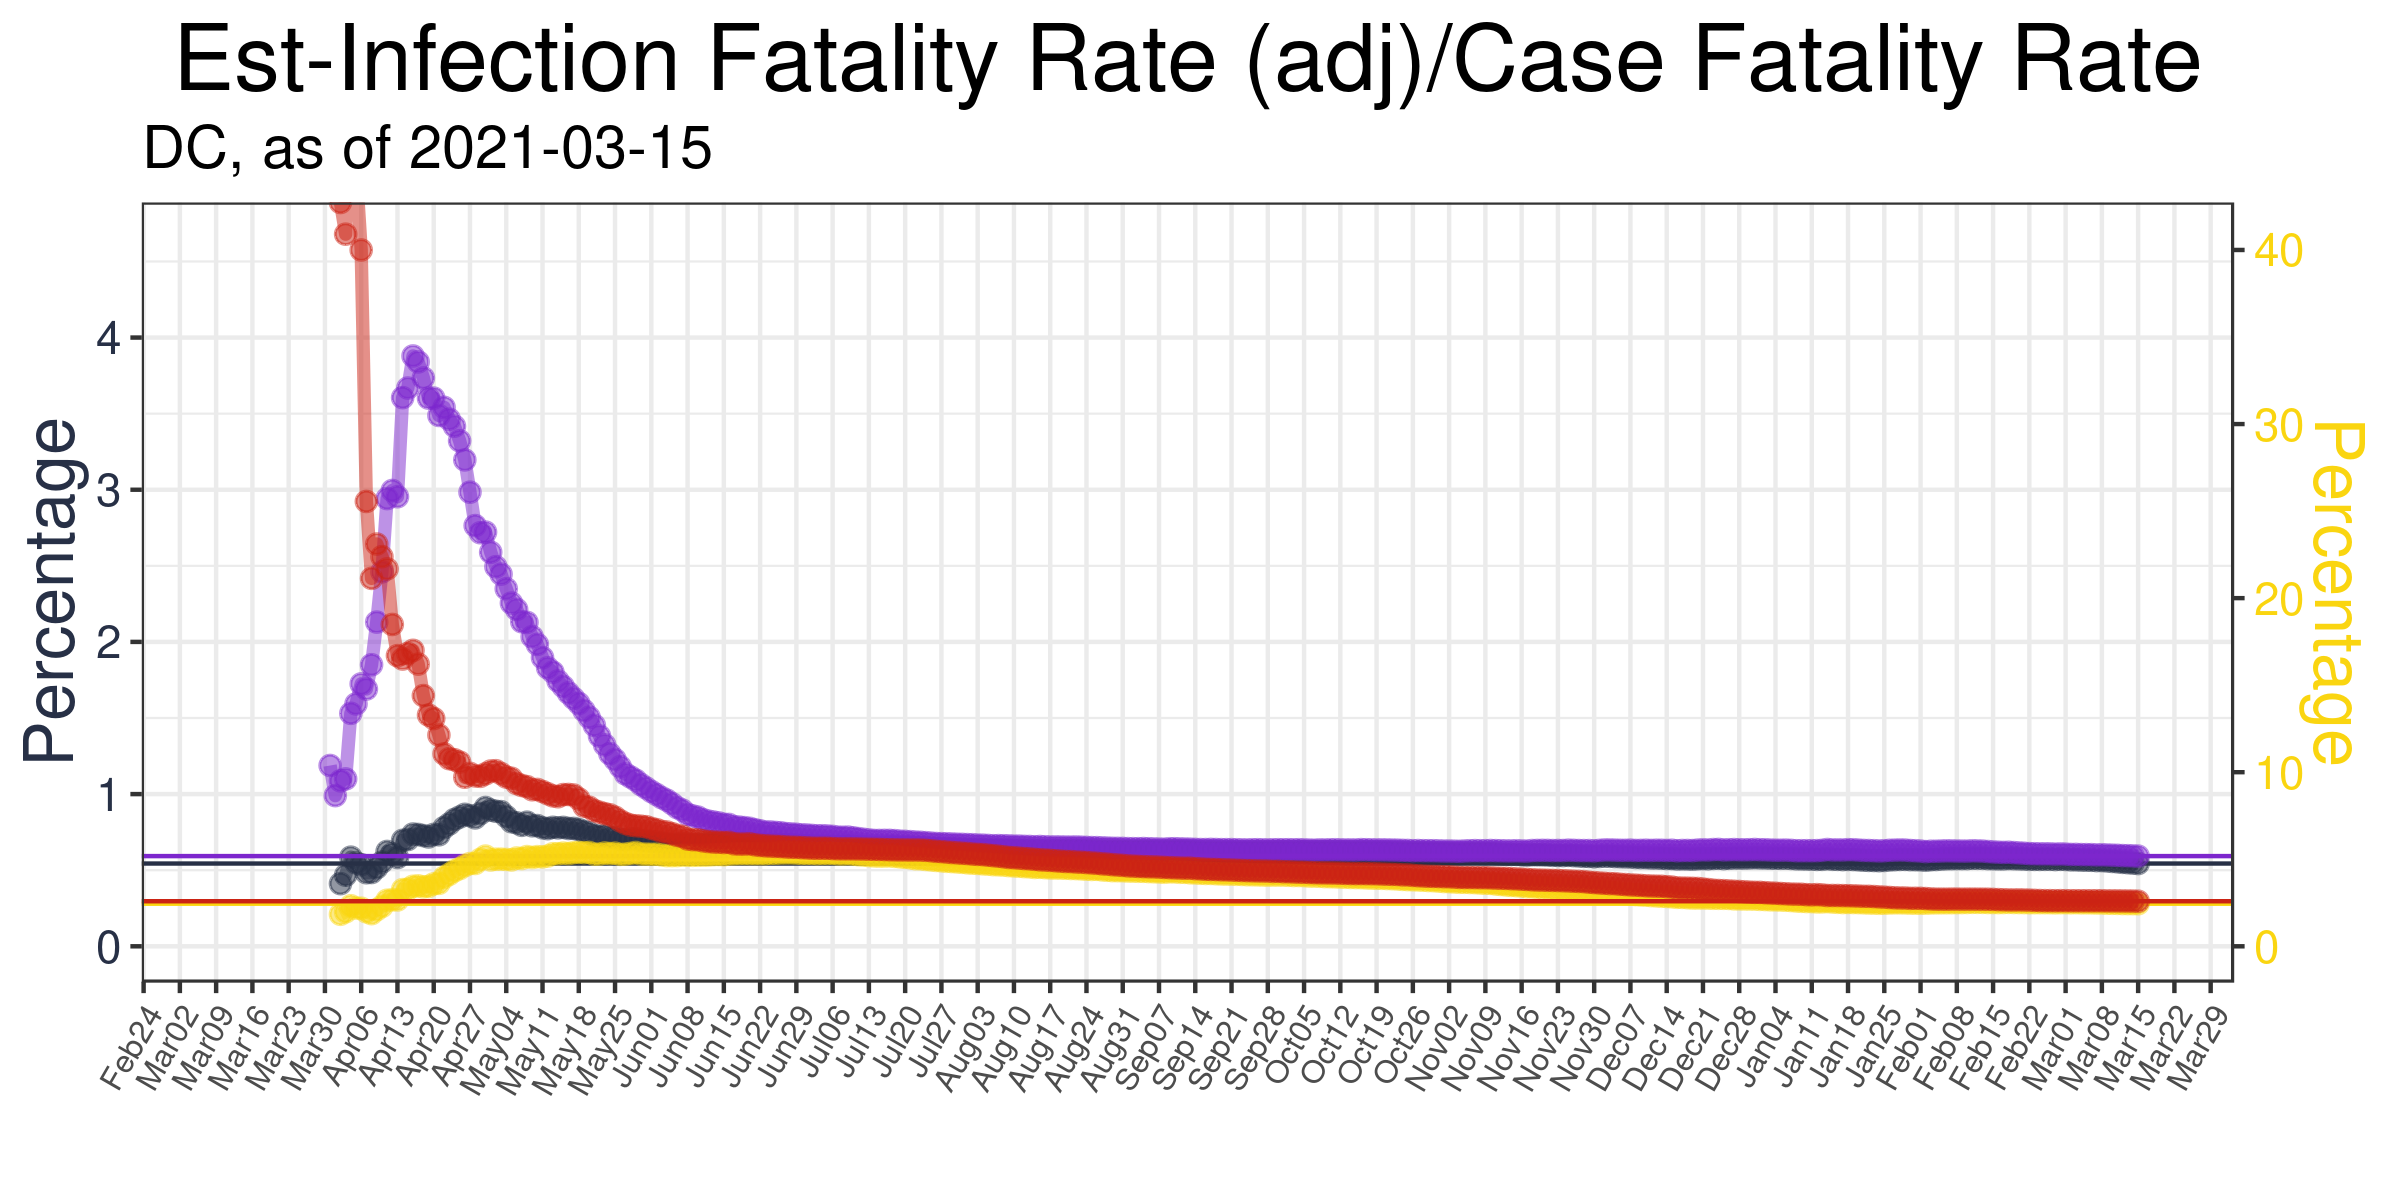 Est-Infection Fatality Rate (adj)/Case Fatality Rate
DC, as of 2021-03-15
Percentage
4
3
2
1
0
40
30
20
10
0
Percentage
Feb24 Mar02 Mar09 Mar16 Mar23 Mar30 Apr06 Apr13 Apr20 Apr27 May04 May11 May18 May25 Jun01 Jun08 Jun15 Jun22 Jun29 Jul06 Jul13 Jul20 Jul27 Aug03 Aug10 Aug17 Aug24 Aug31 Sep07 Sep14 Sep21 Sep28 Oct05 Oct12 Oct19 Oct26 Nov02 Nov09 Nov16 Nov23 Nov30 Dec07 Dec14 Dec21 Dec28 Jan04 Jan11 Jan18 Jan25 Feb01 Feb08 Feb15 Feb22 Mar01 Mar08 Mar15 Mar22 Mar29